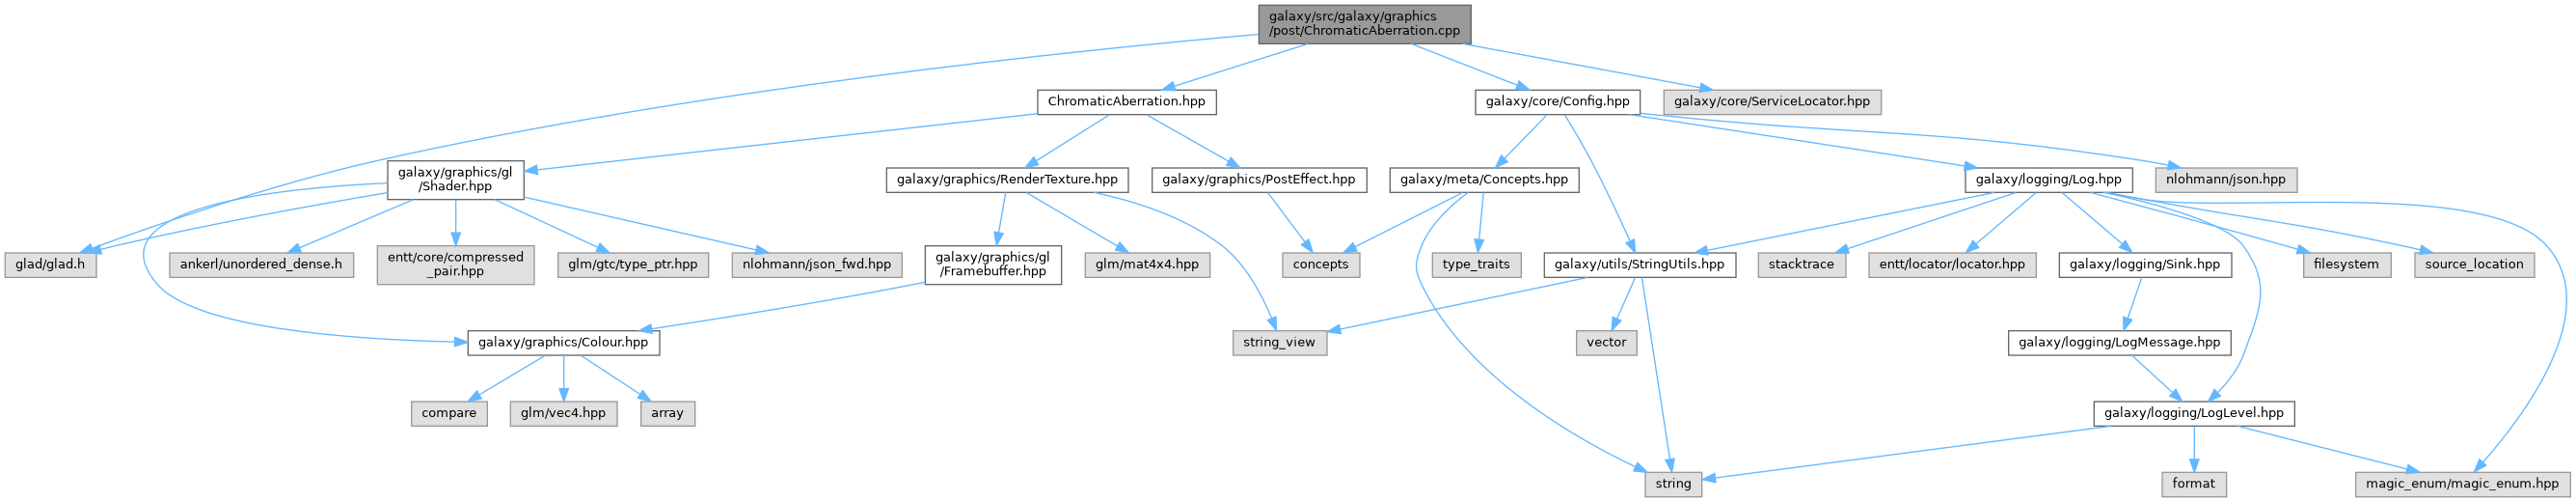 galaxy/src/galaxy/graphics
/post/ChromaticAberration.cpp
ChromaticAberration.hpp
galaxy/core/Config.hpp
galaxy/core/ServiceLocator.hpp
galaxy/graphics/gl
/Shader.hpp
galaxy/graphics/RenderTexture.hpp
galaxy/graphics/PostEffect.hpp
galaxy/meta/Concepts.hpp
galaxy/logging/Log.hpp
nlohmann/json.hpp
glad/glad.h
ankerl/unordered_dense.h
entt/core/compressed
_pair.hpp
glm/gtc/type_ptr.hpp
nlohmann/json_fwd.hpp
galaxy/graphics/gl
/Framebuffer.hpp
glm/mat4x4.hpp
concepts
type_traits
galaxy/utils/StringUtils.hpp
stacktrace
entt/locator/locator.hpp
galaxy/logging/Sink.hpp
filesystem
source_location
galaxy/graphics/Colour.hpp
string_view
vector
galaxy/logging/LogMessage.hpp
compare
glm/vec4.hpp
array
galaxy/logging/LogLevel.hpp
string
format
magic_enum/magic_enum.hpp